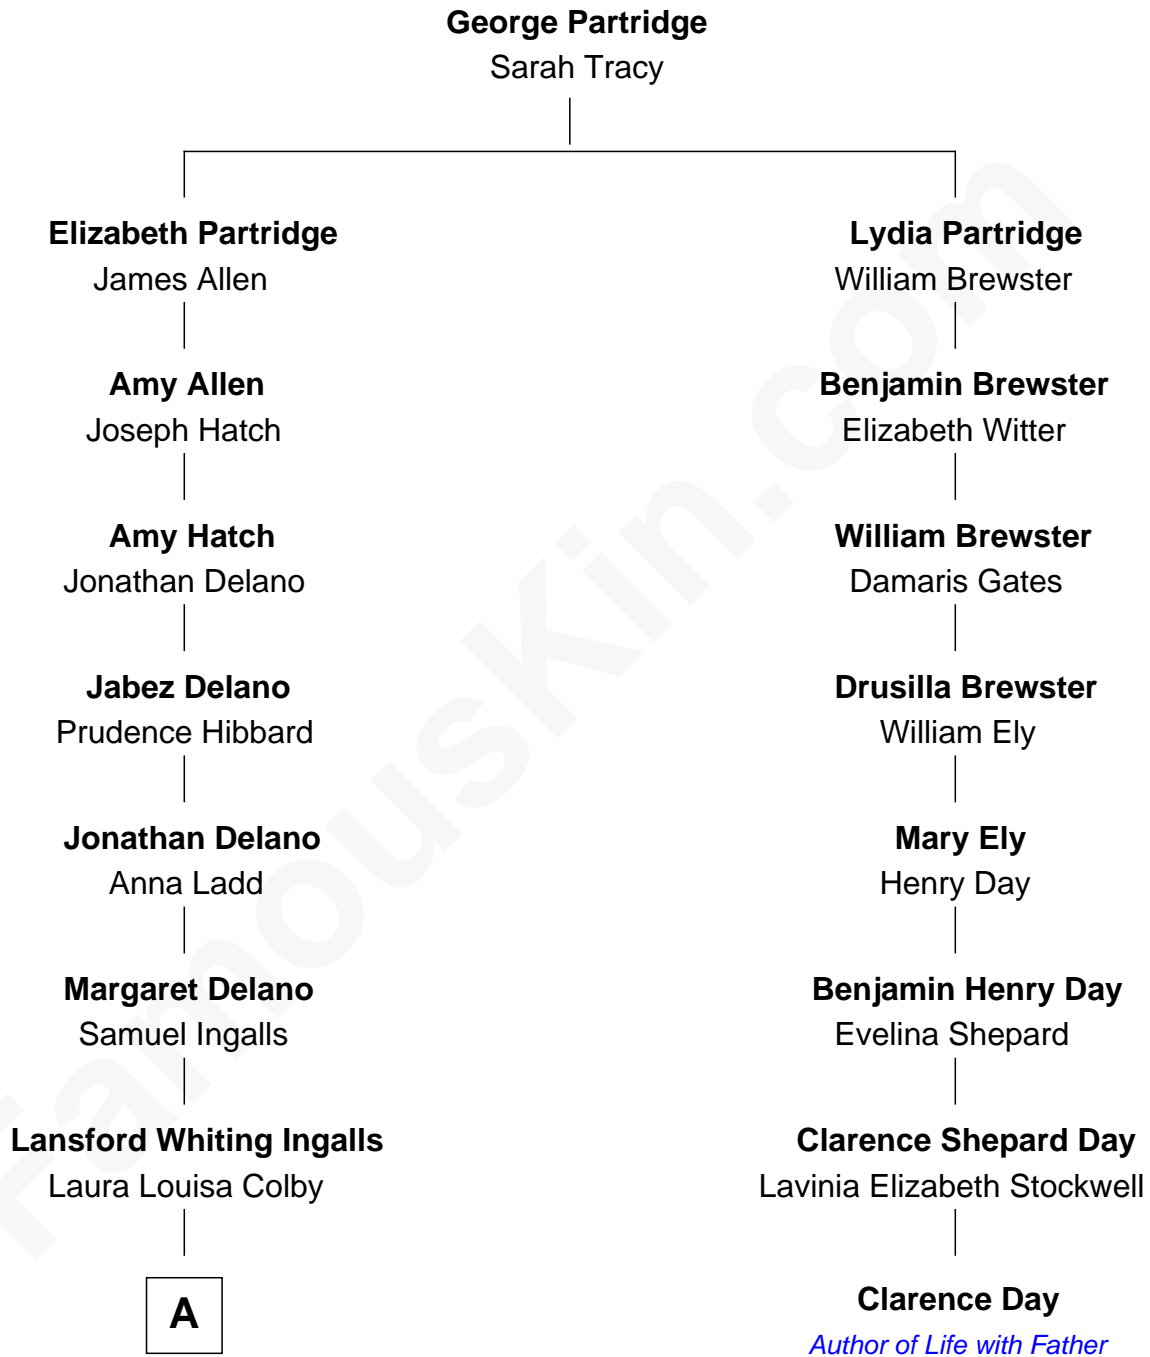 George Partridge
Sarah Tracy
Elizabeth Partridge
James Allen
Lydia Partridge
William Brewster
Amy Allen
Joseph Hatch
Benjamin Brewster
Elizabeth Witter
Amy Hatch
Jonathan Delano
William Brewster
Damaris Gates
Jabez Delano
Prudence Hibbard
Drusilla Brewster
William Ely
Jonathan Delano
Anna Ladd
Mary Ely
Henry Day
Margaret Delano
Samuel Ingalls
Benjamin Henry Day
Evelina Shepard
Lansford Whiting Ingalls
Laura Louisa Colby
Clarence Shepard Day
Lavinia Elizabeth Stockwell
A
Clarence Day
Author of Life with Father
FamousKin.com